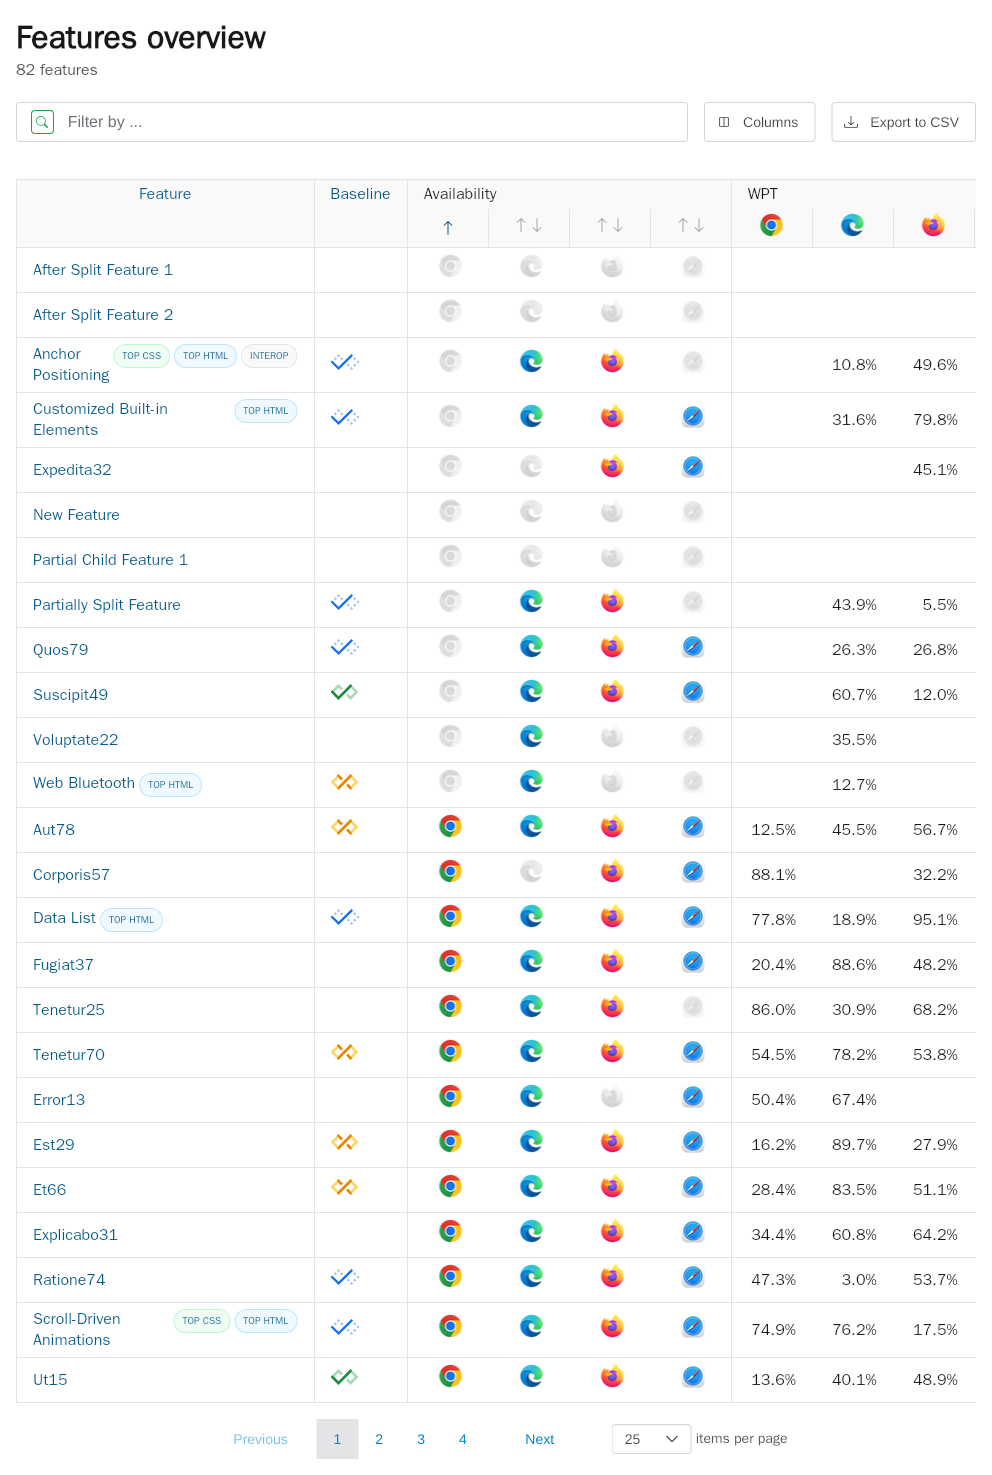 Features overview
82 features
Filter by ...
Columns
Export to CSV
Feature Baseline Availability WPT
After Split Feature 1
After Split Feature 2
Anchor Positioning TOP CSS TOP HTML INTEROP 10.8% 49.6%
Customized Built-in Elements TOP HTML 31.6% 79.8%
Expedita32 45.1%
New Feature
Partial Child Feature 1
Partially Split Feature 43.9% 5.5%
Quos79 26.3% 26.8%
Suscipit49 60.7% 12.0%
Voluptate22 35.5%
Web Bluetooth TOP HTML 12.7%
Aut78 12.5% 45.5% 56.7%
Corporis57 88.1% 32.2%
Data List TOP HTML 77.8% 18.9% 95.1%
Fugiat37 20.4% 88.6% 48.2%
Tenetur25 86.0% 30.9% 68.2%
Tenetur70 54.5% 78.2% 53.8%
Error13 50.4% 67.4%
Est29 16.2% 89.7% 27.9%
Et66 28.4% 83.5% 51.1%
Explicabo31 34.4% 60.8% 64.2%
Ratione74 47.3% 3.0% 53.7%
Scroll-Driven Animations TOP CSS TOP HTML 74.9% 76.2% 17.5%
Ut15 13.6% 40.1% 48.9%
Previous 1 2 3 4 Next 25 items per page